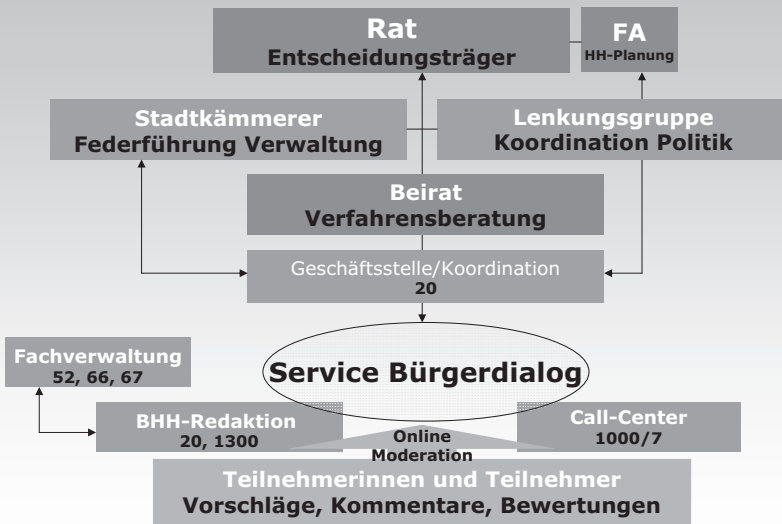 Rat
Entscheidungsträger
FA
HH-Planung
Stadtkämmerer
Federführung Verwaltung
Lenkungsgruppe
Koordination Politik
Beirat
Verfahrensberatung
Geschäftsstelle/Koordination
20
Service Bürgerdialog
Fachverwaltung
52, 66, 67
BHH-Redaktion
20, 1300
Online
Moderation
Call-Center
1000/7
Teilnehmerinnen und Teilnehmer
Vorschläge, Kommentare, Bewertungen